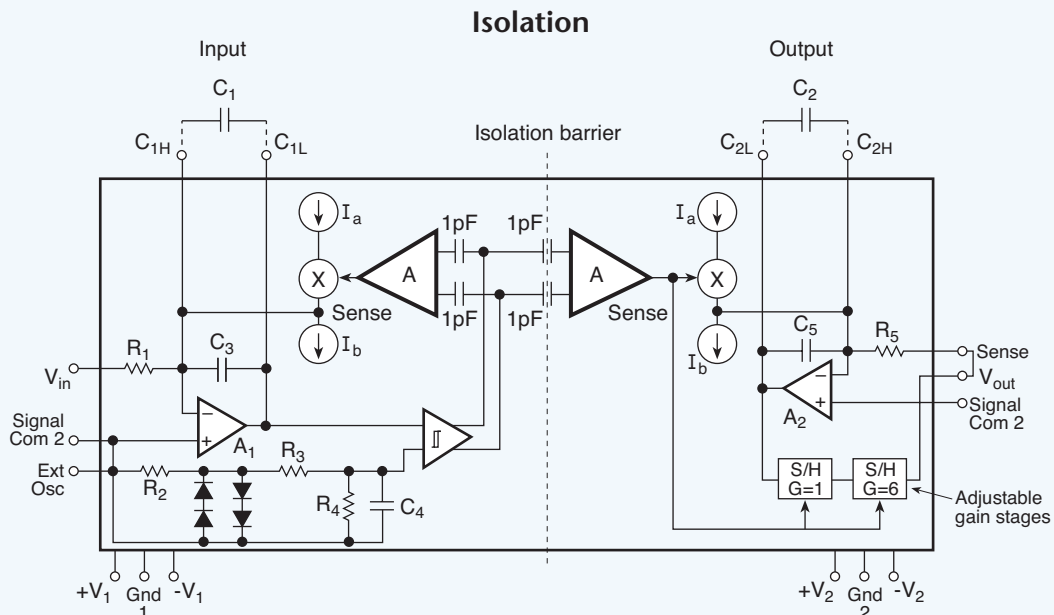 Isolation
Input
Output
C1
C2
Isolation barrier
C1H
C1L
C2L
C2H
Ia
Ia
1pF
1pF
A
A
X
X
Sense
1pF
1pF
Sense
Ib
Ib
R1
C3
C5
R5
Sense
Vin
Vout
−
+
A1
−
+
A2
Signal
Com 2
Signal
Com 2
Ext
Osc
R2
R3
R4
C4
S/H
G=1
S/H
G=6
Adjustable
gain stages
+V1
Gnd
1
-V1
+V2
Gnd
2
-V2